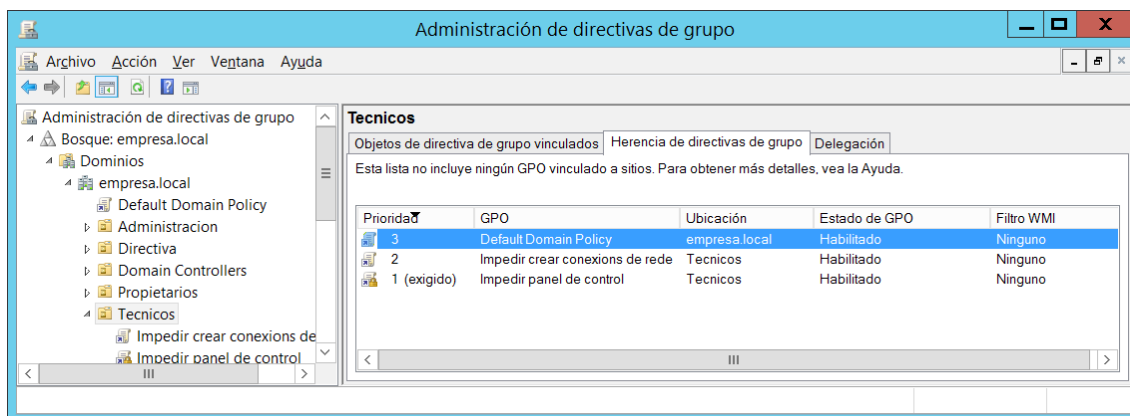 Administración de directivas de grupo
Archivo Acción Ver Ventana Ayuda
Administración de directivas de grupo
Bosque: empresa.local
Dominios
empresa.local
Default Domain Policy
Administracion
Directiva
Domain Controllers
Propietarios
Tecnicos
Impedir crear conexions de
Impedir panel de control
Tecnicos
Objetos de directiva de grupo vinculados Herencia de directivas de grupo Delegación
Esta lista no incluye ningún GPO vinculado a sitios. Para obtener más detalles, vea la Ayuda.
Prioridad GPO Ubicación Estado de GPO Filtro WMI
3 Default Domain Policy empresa.local Habilitado Ninguno
2 Impedir crear conexions de rede Tecnicos Habilitado Ninguno
1 (exigido) Impedir panel de control Tecnicos Habilitado Ninguno